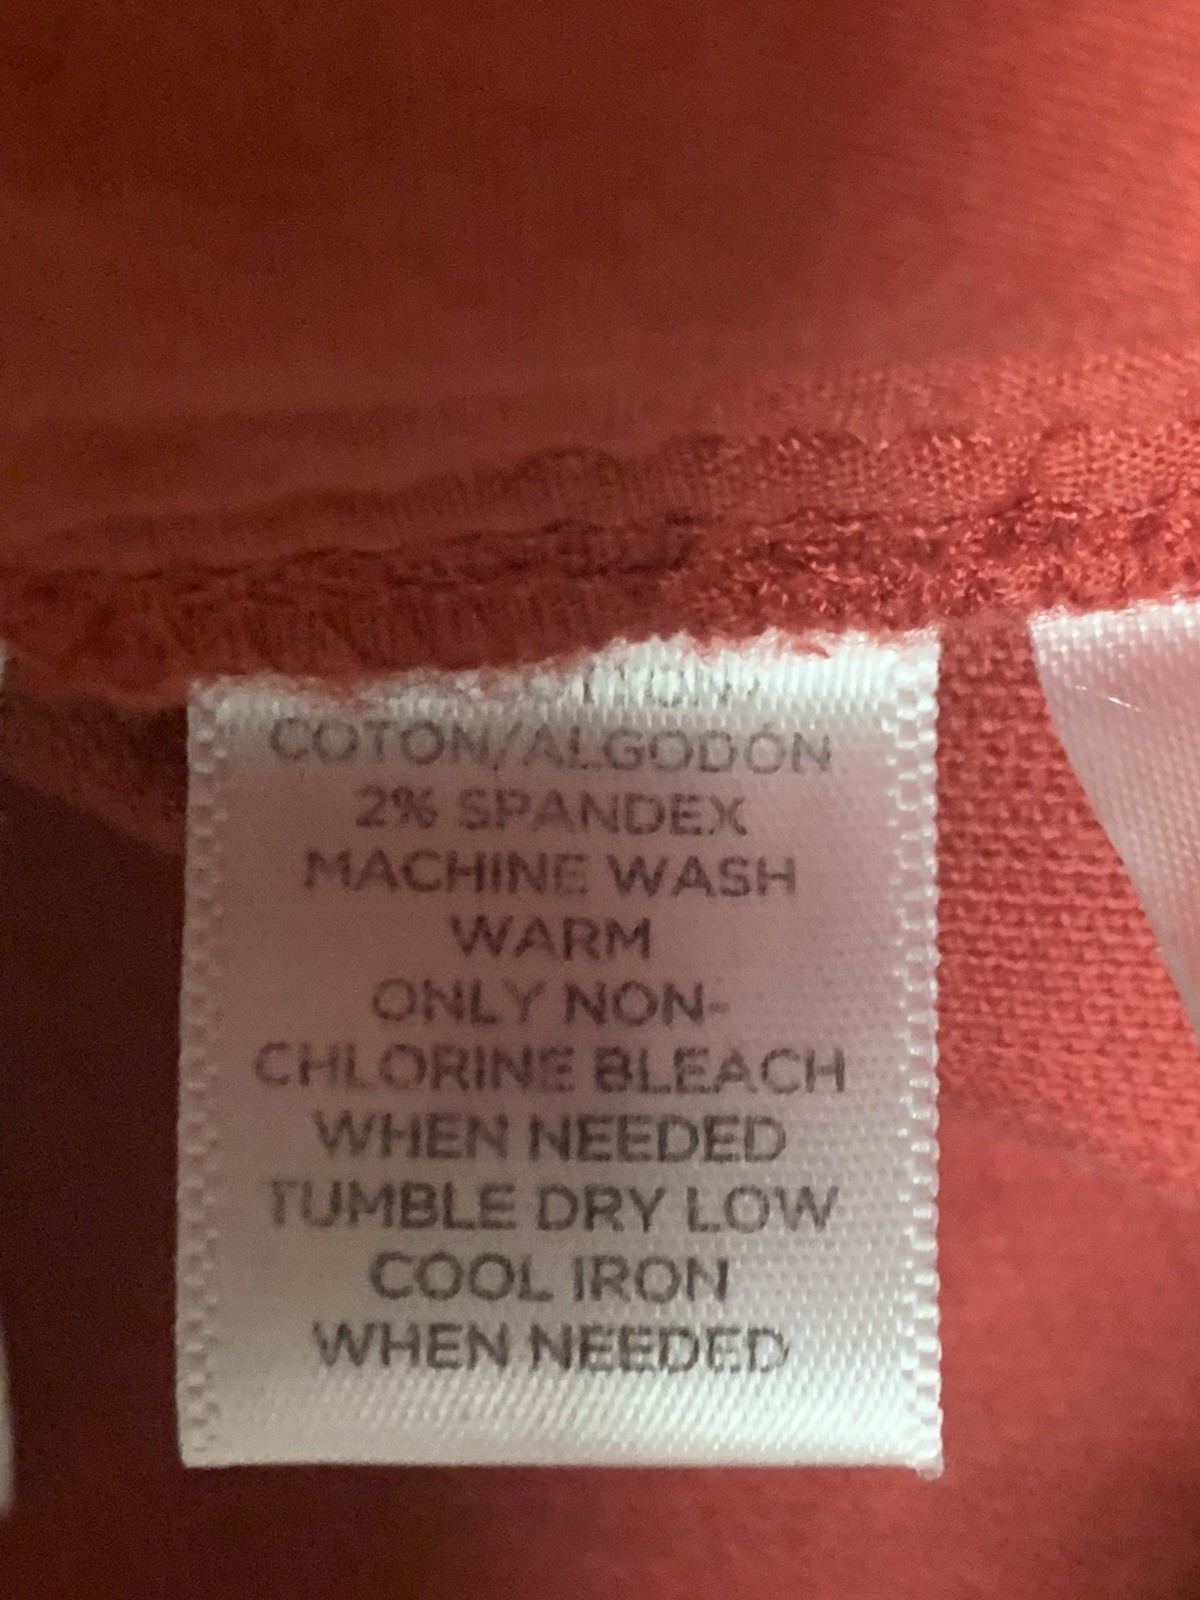 COTON/ALGODÓN
2% SPANDEX
MACHINE WASH
WARM
ONLY NON-
CHLORINE BLEACH
WHEN NEEDED
TUMBLE DRY LOW
COOL IRON
WHEN NEEDED